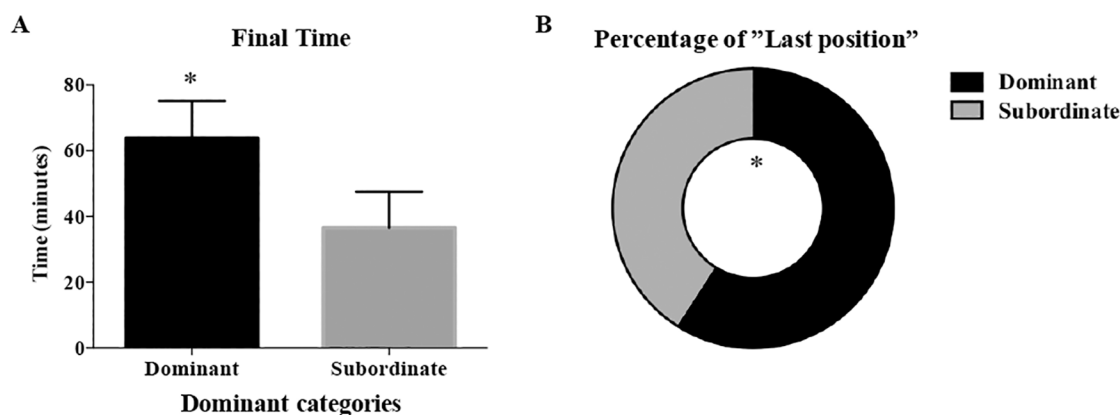 A
Final Time
*
80
60
40
20
0
Time (minutes)
Dominant
Subordinate
Dominant categories
B
Percentage of ”Last position”
*
Dominant
Subordinate